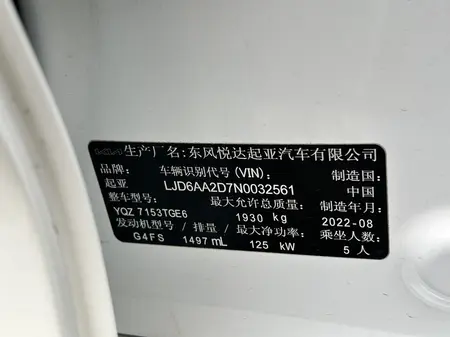 KIA 生产厂名:东风悦达起亚汽车有限公司
品牌: 车辆识别代号(VIN): 制造国:
起亚 LJD6AA2D7N0032561 中国
整车型号: 最大允许总质量: 制造年月:
YQZ 7153TGE6 1930 kg 2022-08
发动机型号/排量/最大净功率: 乘坐人数:
G4FS 1497 mL 125 kW 5人